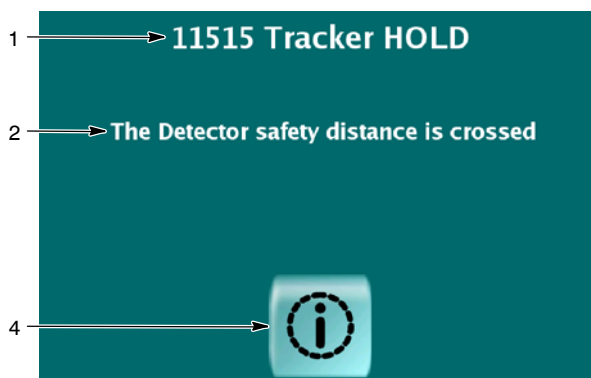 1
11515 Tracker HOLD
2
The Detector safety distance is crossed
4
i